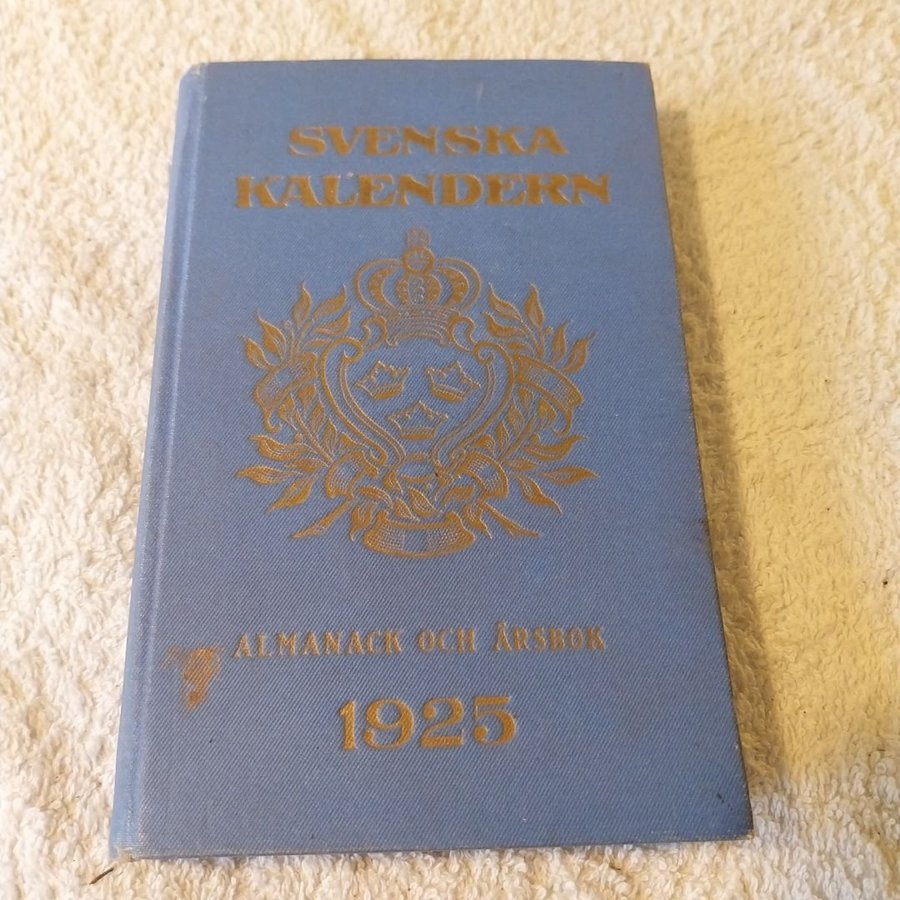 SVENSKA
KALENDERN
ALMANACK OCH ÅRSBOK
1925